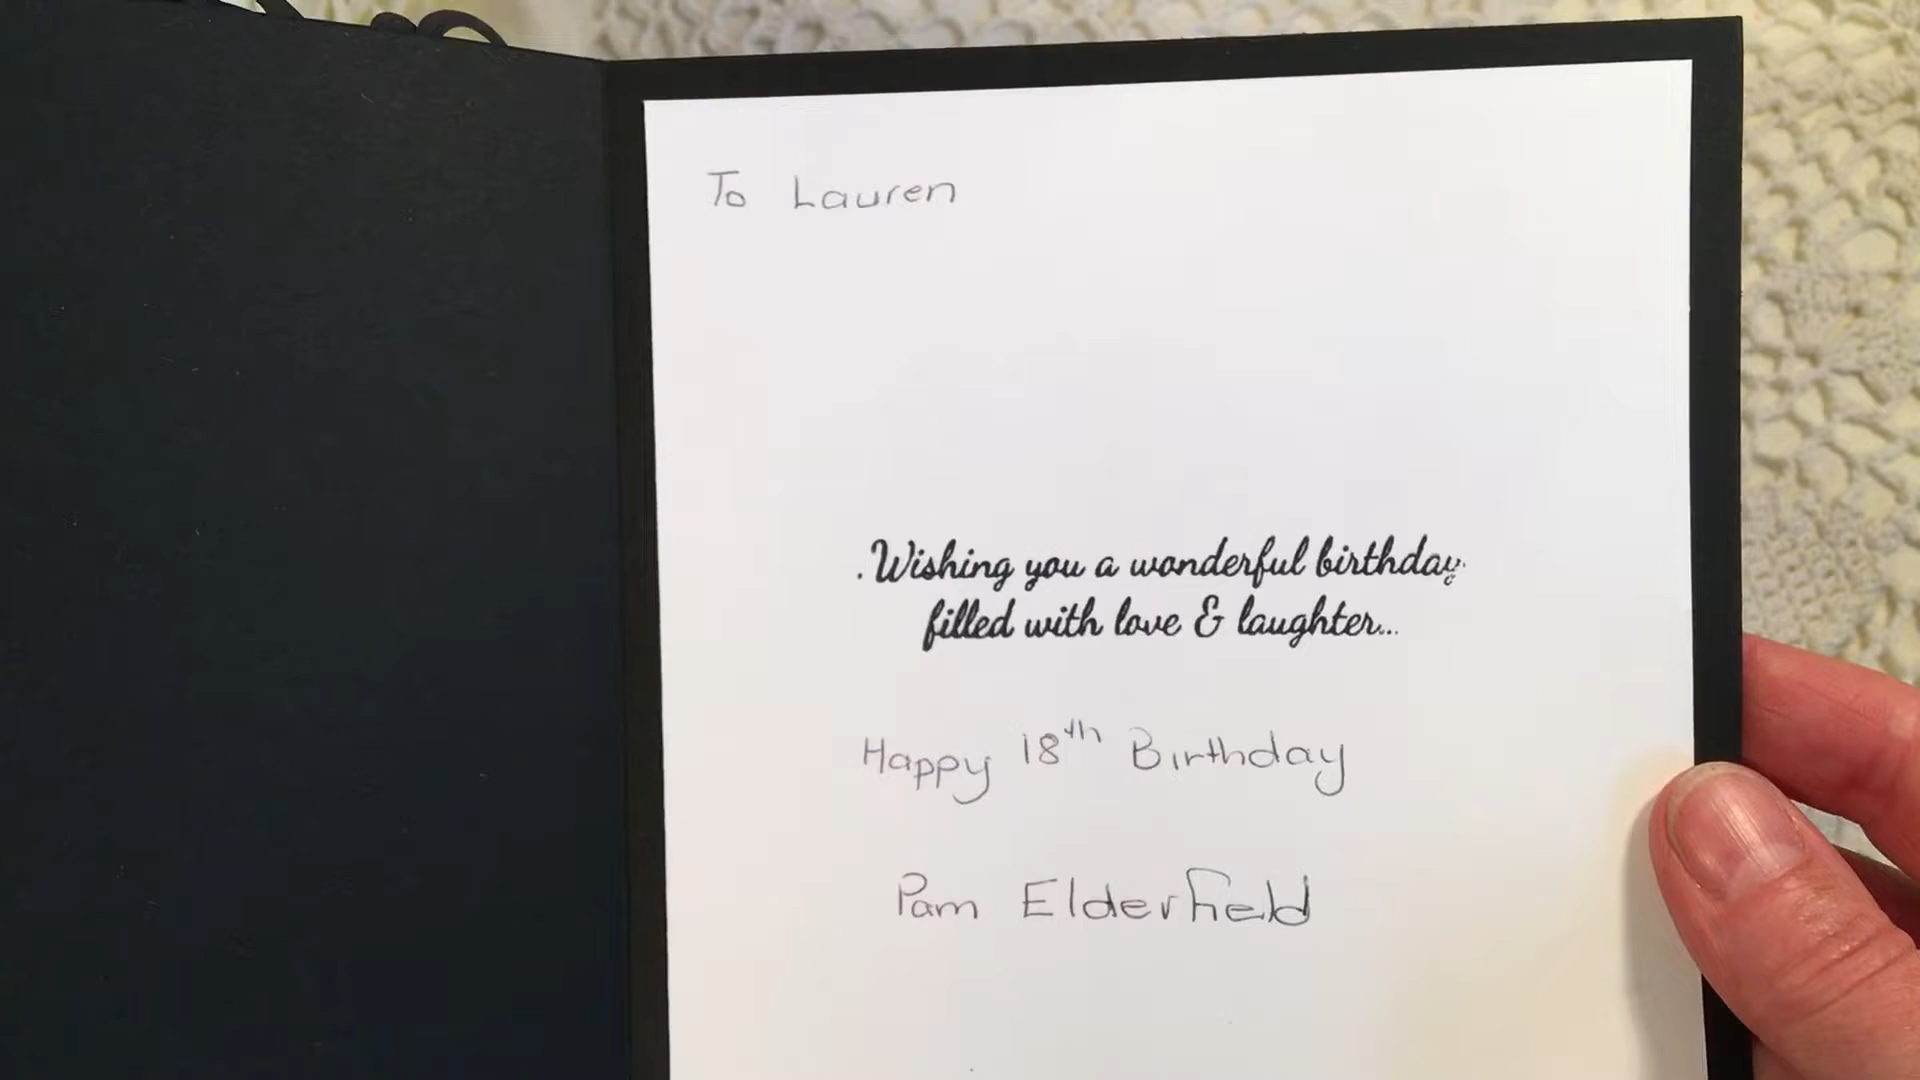 To Lauren
Wishing you a wonderful birthday
filled with love & laughter...
Happy 18th Birthday
Pam Elderfield